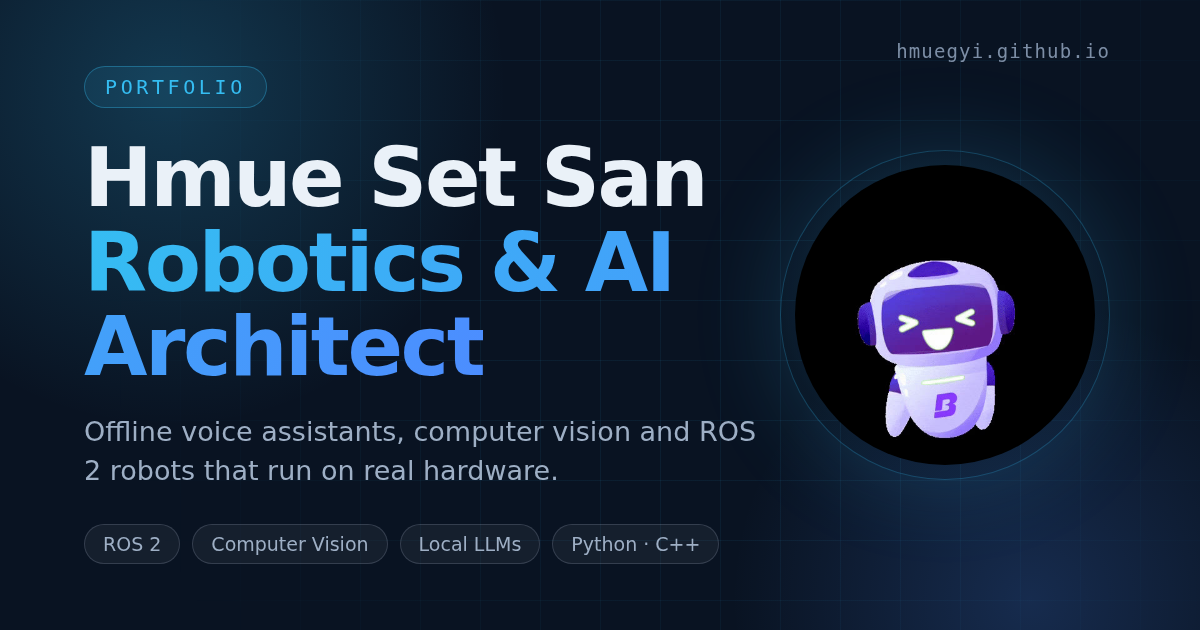 hmuegyi.github.io
PORTFOLIO
Hmue Set San
Robotics & AI
Architect
Offline voice assistants, computer vision and ROS
2 robots that run on real hardware.
ROS 2
Computer Vision
Local LLMs
Python · C++
B